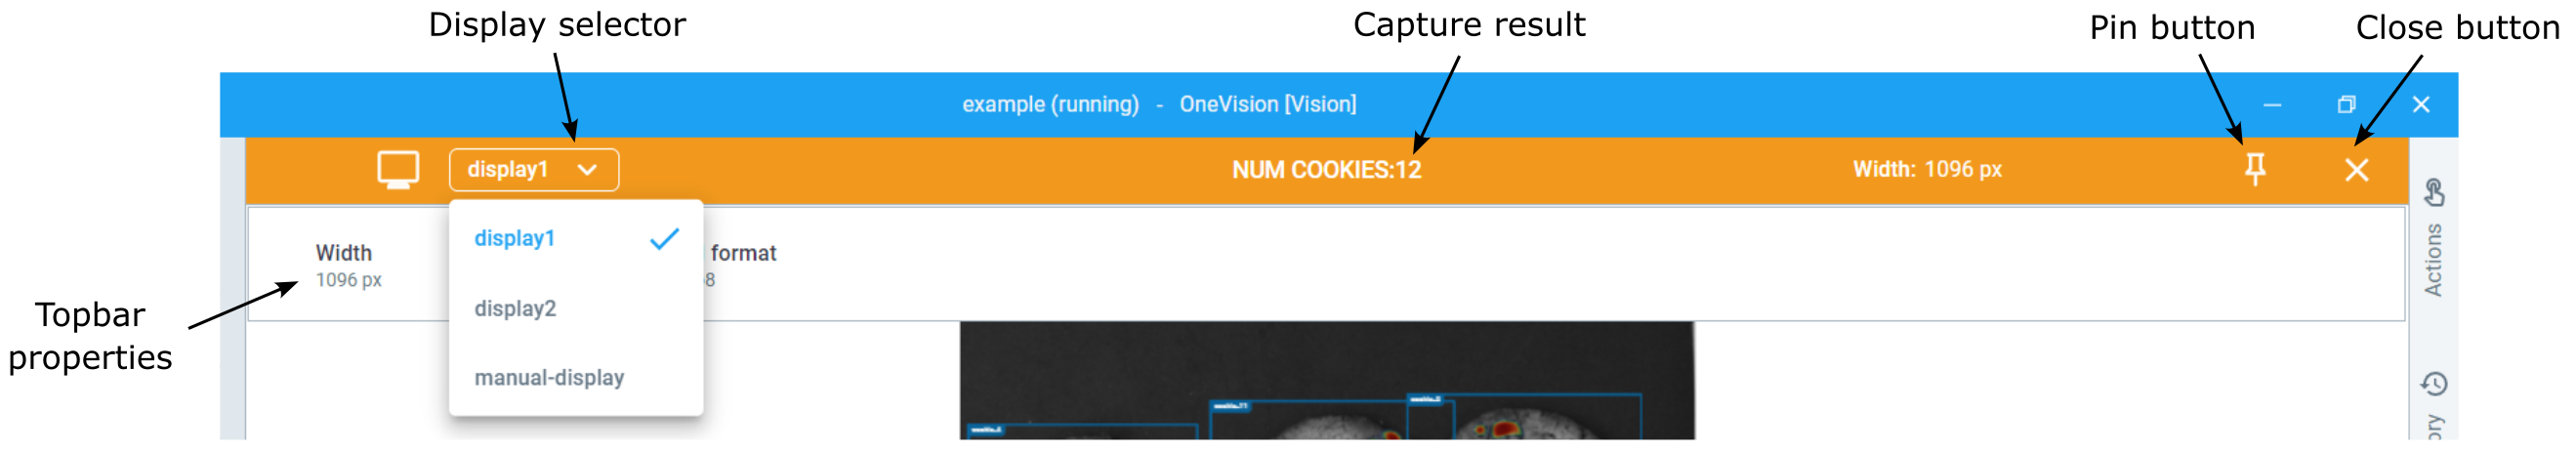 Display selector
Capture result
Pin button
Close button
example (running) - OneVision [Vision]
display1
NUM COOKIES:12
Width: 1096 px
display1
display2
manual-display
Width
1096 px
format
8
Topbar
properties
Actions
ory